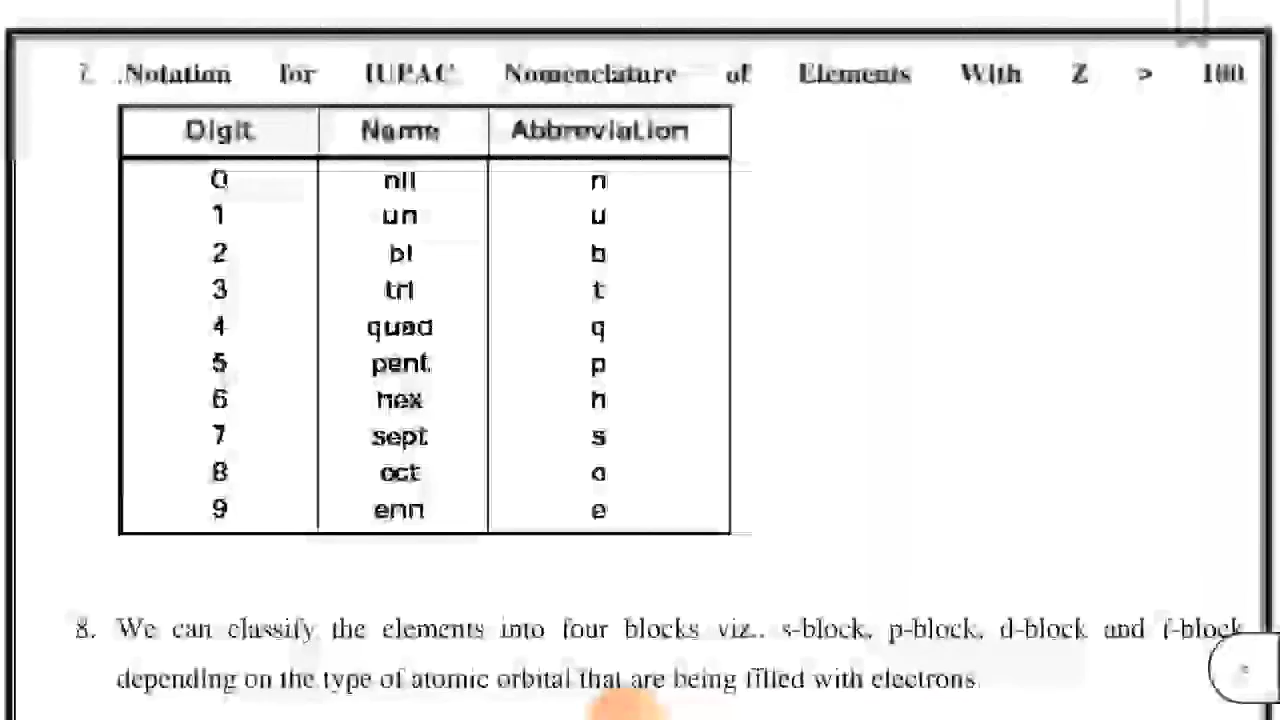 7. .Notation for IUPAC Nomenclature of Elements With Z > 100
Digit Name Abbreviation
0 nil n
1 un u
2 bi b
3 tri t
4 quad q
5 pent p
6 hex h
7 sept s
8 oct o
9 enn e
8. We can classify the elements into four blocks viz., s-block, p-block, d-block and f-block
depending on the type of atomic orbital that are being filled with electrons.